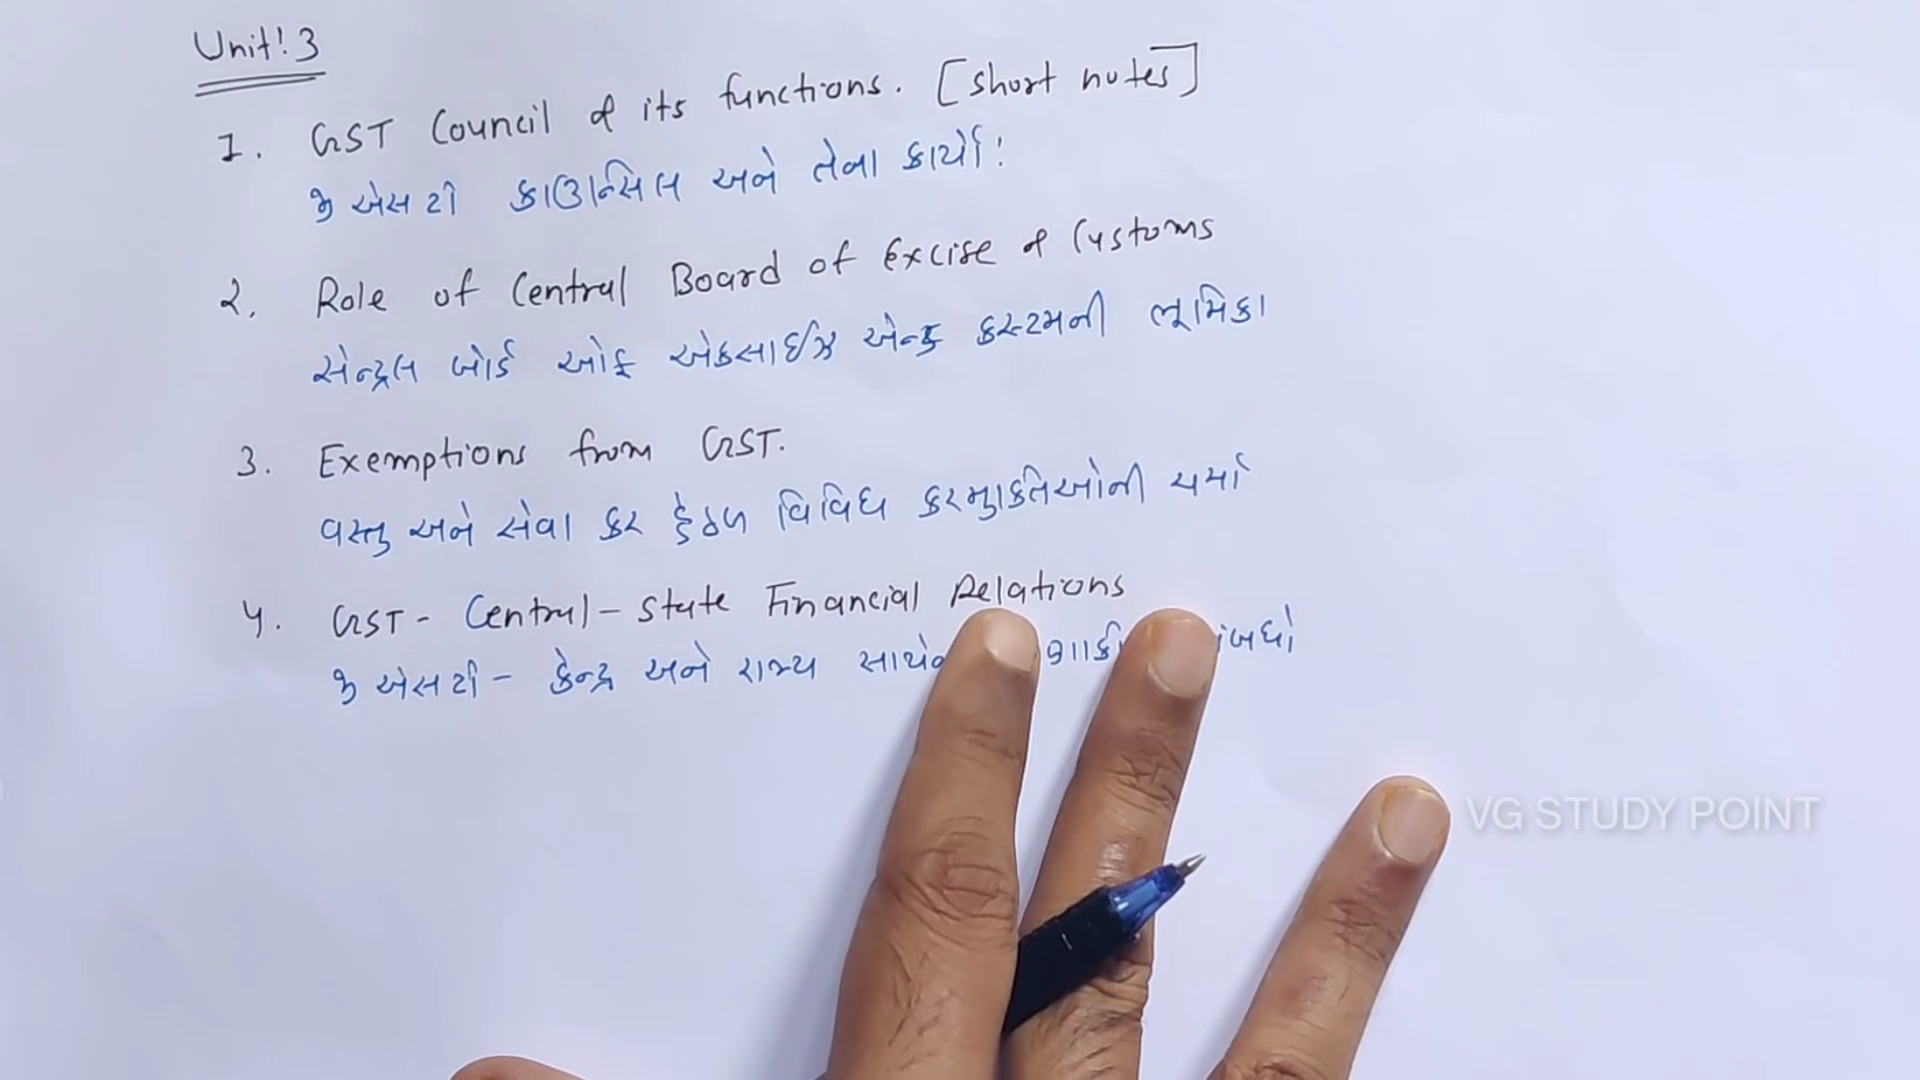 Unit: 3
1. GST Council & its functions. [short notes]
જી એસ ટી કાઉન્સિલ અને તેના કાર્યો:
2. Role of Central Board of Excise & Customs
સેન્ટ્રલ બોર્ડ ઓફ એકસાઈઝ એન્ડ કસ્ટમની ભૂમિકા
3. Exemptions from GST.
વસ્તુ અને સેવા કર હેઠળ વિવિધ કરમુકતિઓની ચર્ચા
4. GST - Central - State Financial Relations
જી એસ ટી - કેન્દ્ર અને રાજ્ય
VG STUDY POINT